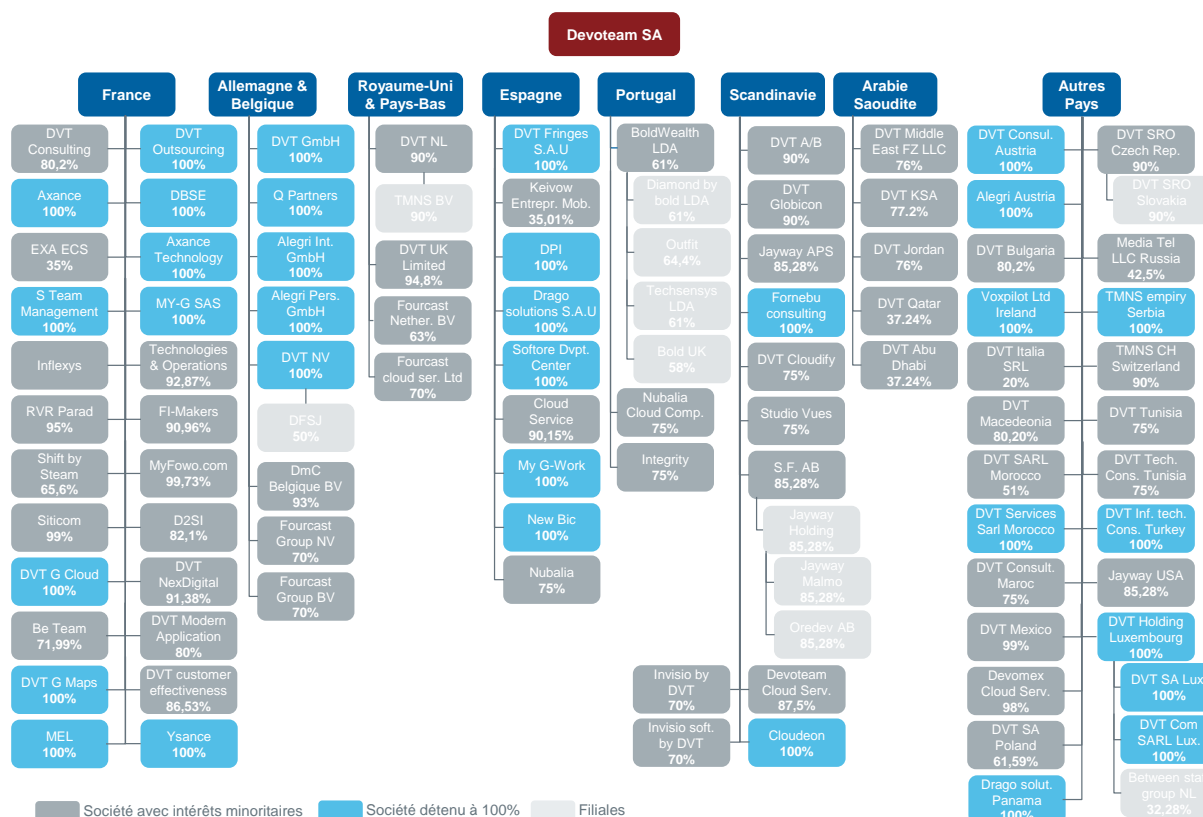 Devoteam SA
France
DVT
Consulting
80,2%
Axance
100%
EXA ECS
35%
S Team
Management
100%
Inflexys
RVR Parad
95%
Shift by
Steam
65,6%
Siticom
99%
DVT G Cloud
100%
Be Team
71,99%
DVT G Maps
100%
MEL
100%
DVT
Outsourcing
100%
DBSE
100%
Axance
Technology
100%
MY-G SAS
100%
Technologies
& Operations
92,87%
FI-Makers
90,96%
MyFowo.com
99,73%
D2SI
82,1%
DVT
NexDigital
91,38%
DVT Modern
Application
80%
DVT customer
effectiveness
86,53%
Ysance
100%
Allemagne &
Belgique
DVT GmbH
100%
Q Partners
100%
Alegri Int.
GmbH
100%
Alegri Pers.
GmbH
100%
DVT NV
100%
DFSJ
50%
DmC
Belgique BV
93%
Fourcast
Group NV
70%
Fourcast
Group BV
70%
Royaume-Uni
& Pays-Bas
DVT NL
90%
TMNS BV
90%
DVT UK
Limited
94,8%
Fourcast
Nether. BV
63%
Fourcast
cloud ser. Ltd
70%
Espagne
DVT Fringes
S.A.U
100%
Keivow
Entrepr. Mob.
35,01%
DPI
100%
Drago
solutions S.A.U
100%
Softore Dvpt.
Center
100%
Cloud
Service
90,15%
My G-Work
100%
New Bic
100%
Nubalia
75%
Portugal
BoldWealth
LDA
61%
Diamond by
bold LDA
61%
Outfit
64,4%
Techsensys
LDA
61%
Bold UK
58%
Nubalia
Cloud Comp.
75%
Integrity
75%
Scandinavie
DVT A/B
90%
DVT
Globicon
90%
Jayway APS
85,28%
Fornebu
consulting
100%
DVT Cloudify
75%
Studio Vues
75%
S.F. AB
85,28%
Jayway
Holding
85,28%
Jayway
Malmo
85,28%
Oredev AB
85,28%
Invisio by
DVT
70%
Devoteam
Cloud Serv.
87,5%
Invisio soft.
by DVT
70%
Cloudeon
100%
Arabie
Saoudite
DVT Middle
East FZ LLC
76%
DVT KSA
77.2%
DVT Jordan
76%
DVT Qatar
37.24%
DVT Abu
Dhabi
37.24%
Autres
Pays
DVT Consul.
Austria
100%
Alegri Austria
100%
DVT Bulgaria
80,2%
Voxpilot Ltd
Ireland
100%
DVT Italia
SRL
20%
DVT
Macedeonia
80,20%
DVT SARL
Morocco
51%
DVT Services
Sarl Morocco
100%
DVT Consult.
Maroc
75%
DVT Mexico
99%
Devomex
Cloud Serv.
98%
DVT SA
Poland
61,59%
Drago solut.
Panama
100%
DVT SRO
Czech Rep.
90%
DVT SRO
Slovakia
90%
Media Tel
LLC Russia
42,5%
TMNS empiry
Serbia
100%
TMNS CH
Switzerland
90%
DVT Tunisia
75%
DVT Tech.
Cons. Tunisia
75%
DVT Inf. tech.
Cons. Turkey
100%
Jayway USA
85,28%
DVT Holding
Luxembourg
100%
DVT SA Lux
100%
DVT Com
SARL Lux.
100%
Between staf
group NL
32,28%
Société avec intérêts minoritaires
Société détenu à 100%
Filiales